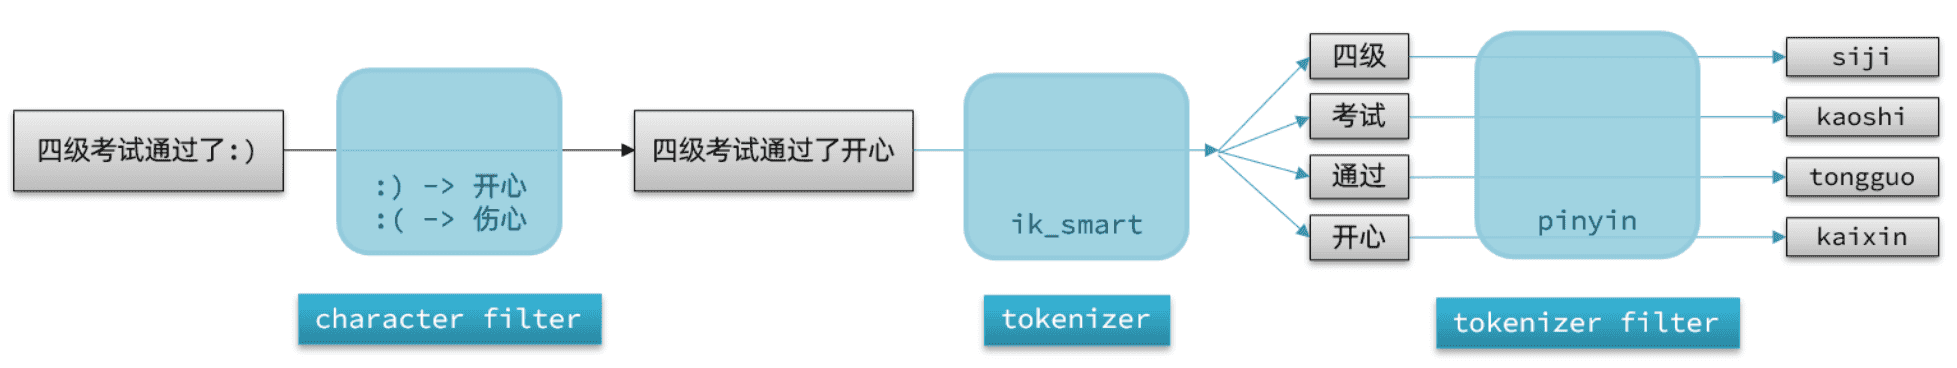 四级考试通过了:)
:) -> 开心
:( -> 伤心
character filter
四级考试通过了开心
ik_smart
tokenizer
四级
考试
通过
开心
pinyin
tokenizer filter
siji
kaoshi
tongguo
kaixin